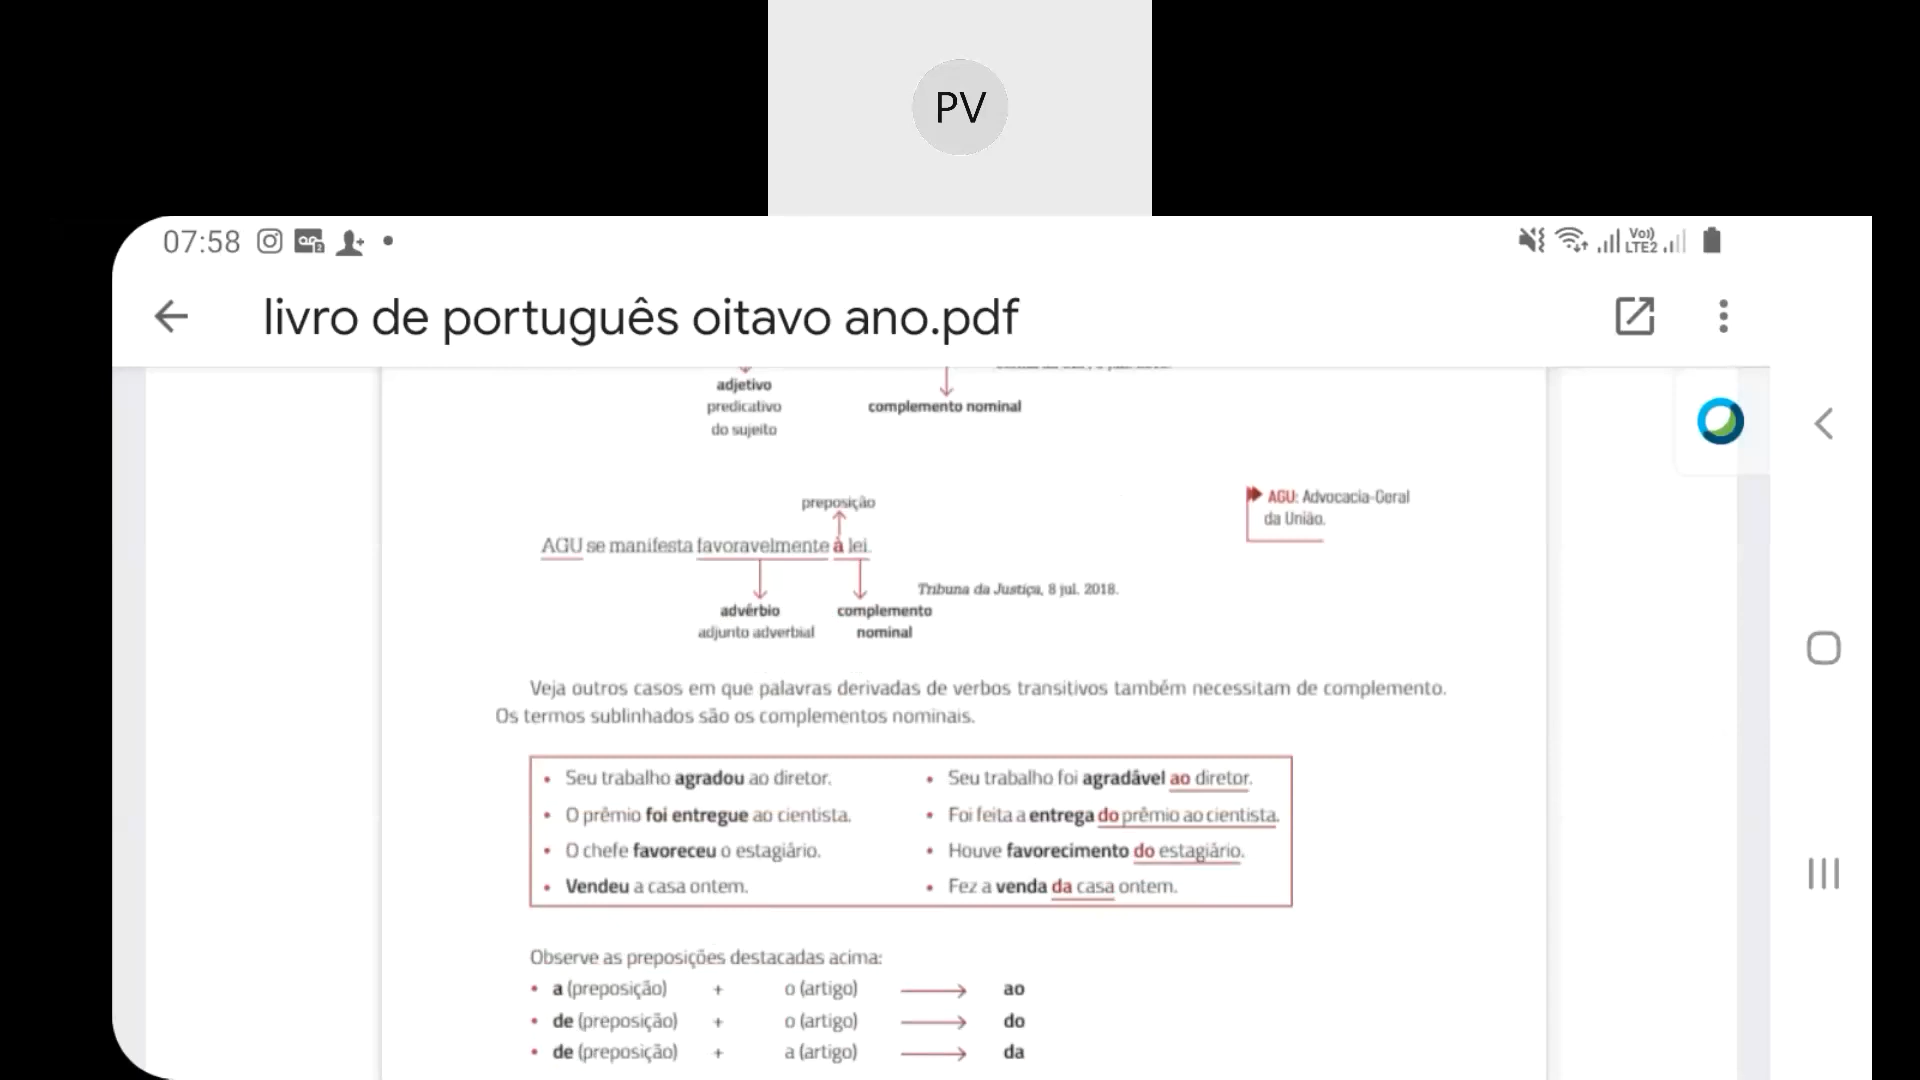 PV
07:58
Vo))
LTE2
livro de português oitavo ano.pdf
adjetivo
predicativo
do sujeito
complemento nominal
preposição
AGU: Advocacia-Geral
da União.
AGU se manifesta favoravelmente à lei.
Tribuna da Justiça, 8 jul. 2018.
advérbio
adjunto adverbial
complemento
nominal
Veja outros casos em que palavras derivadas de verbos transitivos também necessitam de complemento.
Os termos sublinhados são os complementos nominais.
• Seu trabalho agradou ao diretor. • Seu trabalho foi agradável ao diretor.
• O prêmio foi entregue ao cientista. • Foi feita a entrega do prêmio ao cientista.
• O chefe favoreceu o estagiário. • Houve favorecimento do estagiário.
• Vendeu a casa ontem. • Fez a venda da casa ontem.
Observe as preposições destacadas acima:
• a (preposição) + o (artigo) ao
• de (preposição) + o (artigo) do
• de (preposição) + a (artigo) da